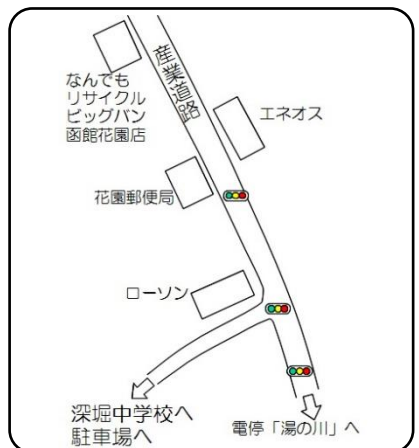 産業道路
なんでも
リサイクル
ビッグバン
函館花園店
エネオス
花園郵便局
ローソン
深堀中学校へ
駐車場へ
電停「湯の川」へ